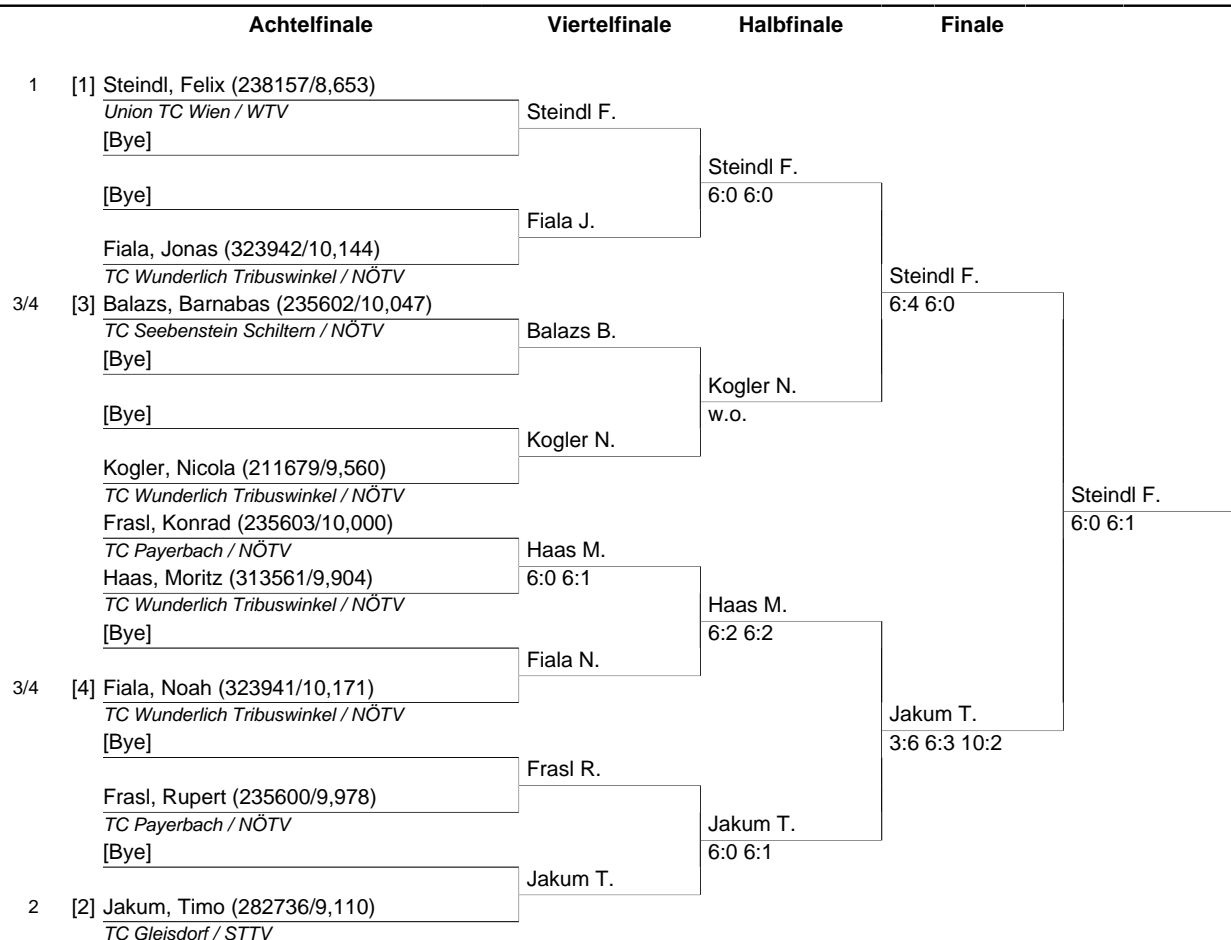 Achtelfinale Viertelfinale Halbfinale Finale
1 [1] Steindl, Felix (238157/8,653)
Union TC Wien / WTV Steindl F.
[Bye]
Steindl F.
[Bye] 6:0 6:0
Fiala J.
Fiala, Jonas (323942/10,144)
TC Wunderlich Tribuswinkel / NÖTV Steindl F.
3/4 [3] Balazs, Barnabas (235602/10,047) 6:4 6:0
TC Seebenstein Schiltern / NÖTV Balazs B.
[Bye]
Kogler N.
[Bye] w.o.
Kogler N.
Kogler, Nicola (211679/9,560)
TC Wunderlich Tribuswinkel / NÖTV Steindl F.
Frasl, Konrad (235603/10,000) 6:0 6:1
TC Payerbach / NÖTV Haas M.
Haas, Moritz (313561/9,904) 6:0 6:1
TC Wunderlich Tribuswinkel / NÖTV Haas M.
[Bye] 6:2 6:2
Fiala N.
3/4 [4] Fiala, Noah (323941/10,171)
TC Wunderlich Tribuswinkel / NÖTV Jakum T.
[Bye] 3:6 6:3 10:2
Frasl R.
Frasl, Rupert (235600/9,978)
TC Payerbach / NÖTV Jakum T.
[Bye] 6:0 6:1
Jakum T.
2 [2] Jakum, Timo (282736/9,110)
TC Gleisdorf / STTV